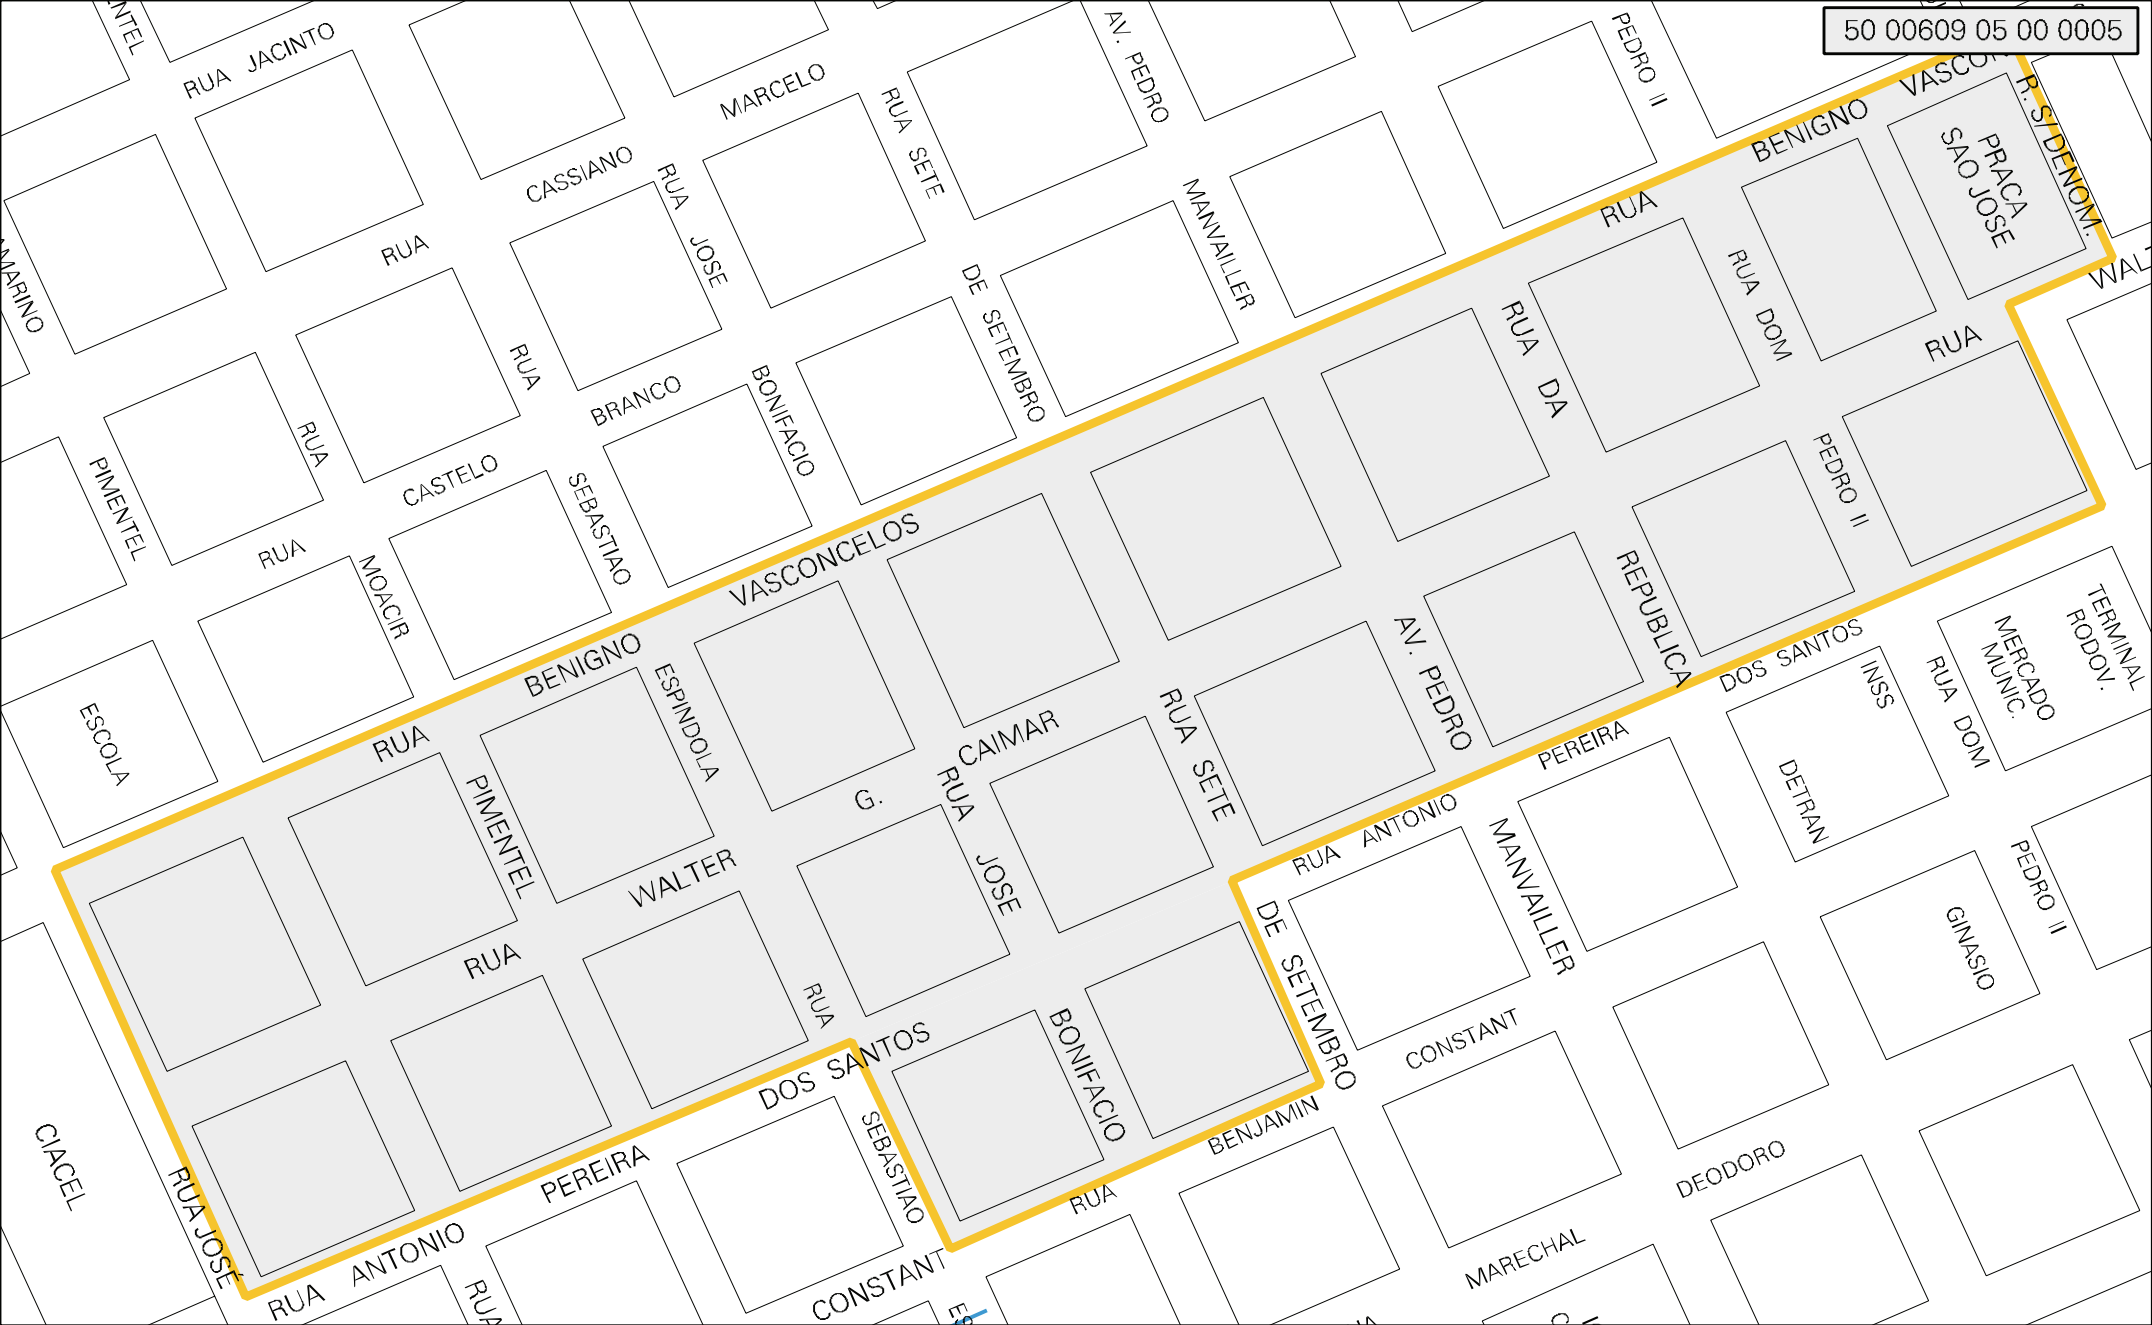 50 00609 05 00 0005
RUA JACINTO
MARCELO
AV. PEDRO
PEDRO II
RUA BENIGNO
R. S/DENOM.
PRACA
SAO JOSE
CASSIANO
RUA SETE
RUA
RUA JOSE
MANVAILLER
RUA
DE SETEMBRO
RUA DOM
RUA DA
RUA
RUA
BRANCO
BONIFACIO
RUA
CASTELO
SEBASTIAO
PIMENTEL
PEDRO II
RUA
MOACIR
VASCONCELOS
REPUBLICA
BENIGNO
RUA
ESPINDOLA
ESCOLA
PIMENTEL
AV. PEDRO
DOS SANTOS
INSS
RUA DOM
MERCADO
MUNIC.
TERMINAL
RODOV.
CAIMAR
G.
RUA
JOSE
RUA SETE
PEREIRA
DETRAN
RUA ANTONIO
MANVAILLER
WALTER
RUA
PEDRO II
GINASIO
DE SETEMBRO
RUA
DOS SANTOS
BONIFACIO
CONSTANT
BENJAMIN
CIACEL
SEBASTIAO
PEREIRA
RUA
DEODORO
RUA JOSE
RUA ANTONIO
RUA
CONSTANT
MARECHAL